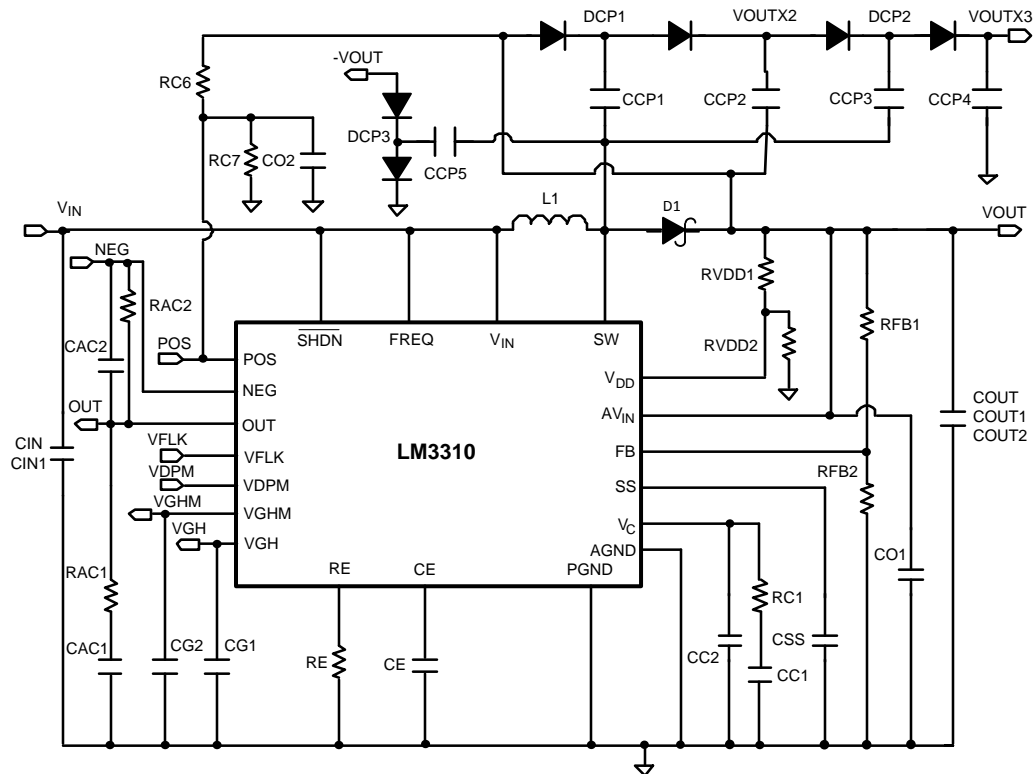 DCP1
VOUTX2
DCP2
VOUTX3
-VOUT
RC6
CCP1
CCP2
CCP3
CCP4
DCP3
RC7
CO2
CCP5
VIN
L1
D1
VOUT
NEG
RAC2
RVDD1
RFB1
CAC2
POS
SHDN
FREQ
VIN
SW
RVDD2
POS
VDD
NEG
COUT
COUT1
COUT2
OUT
OUT
AVIN
CIN
CIN1
VFLK
VFLK
LM3310
FB
RFB2
VDPM
VDPM
SS
VGHM
VGHM
VC
VGH
VGH
AGND
RAC1
RE
CE
PGND
CO1
RC1
CAC1
CG2
CG1
RE
CE
CC2
CC1
CSS